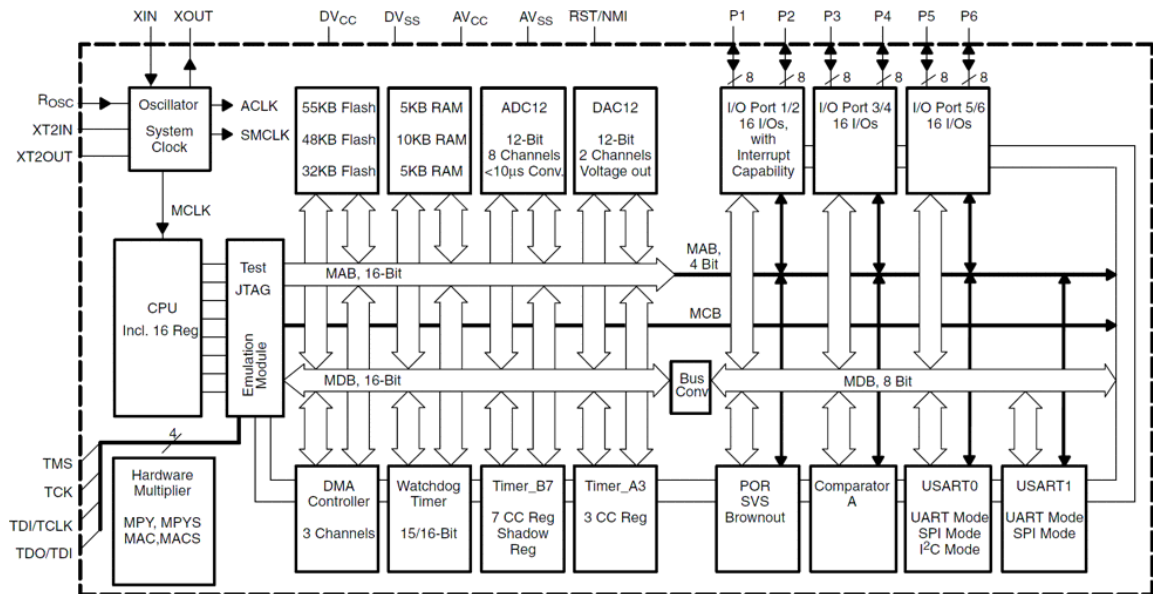 XIN XOUT DV_CC DV_SS AV_CC AV_SS RST/NMI P1 P2 P3 P4 P5 P6
8 8 8 8 8 8
R_OSC
XT2IN
XT2OUT
Oscillator
System
Clock
ACLK
SMCLK
MCLK
55KB Flash
48KB Flash
32KB Flash
5KB RAM
10KB RAM
5KB RAM
ADC12
12-Bit
8 Channels
<10µs Conv.
DAC12
12-Bit
2 Channels
Voltage out
I/O Port 1/2
16 I/Os,
with
Interrupt
Capability
I/O Port 3/4
16 I/Os
I/O Port 5/6
16 I/Os
CPU
Incl. 16 Reg.
Test
JTAG
Emulation
Module
MAB, 16-Bit
MAB,
4 Bit
MCB
MDB, 16-Bit
Bus
Conv
MDB, 8 Bit
4
TMS
TCK
TDI/TCLK
TDO/TDI
Hardware
Multiplier
MPY, MPYS
MAC,MACS
DMA
Controller
3 Channels
Watchdog
Timer
15/16-Bit
Timer_B7
7 CC Reg
Shadow
Reg
Timer_A3
3 CC Reg
POR
SVS
Brownout
Comparator
A
USART0
UART Mode
SPI Mode
I²C Mode
USART1
UART Mode
SPI Mode